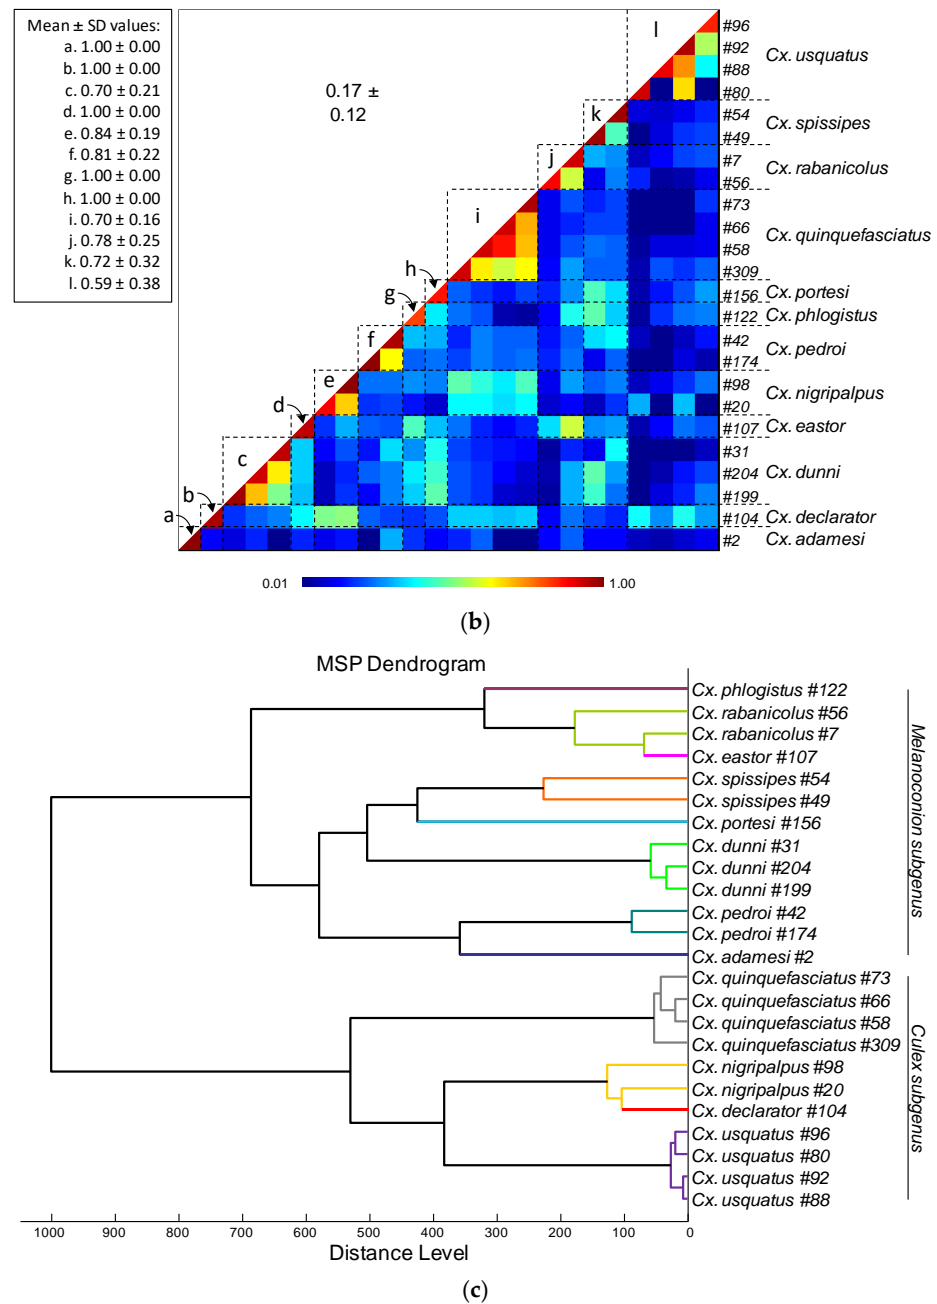 Mean ± SD values:
a. 1.00 ± 0.00
b. 1.00 ± 0.00
c. 0.70 ± 0.21
d. 1.00 ± 0.00
e. 0.84 ± 0.19
f. 0.81 ± 0.22
g. 1.00 ± 0.00
h. 1.00 ± 0.00
i. 0.70 ± 0.16
j. 0.78 ± 0.25
k. 0.72 ± 0.32
l. 0.59 ± 0.38
0.17 ±
0.12
l
k
j
i
h
g
f
e
d
c
b
a
#96
#92
#88
#80
Cx. usquatus
#54
#49
Cx. spissipes
#7
#56
Cx. rabanicolus
#73
#66
#58
#309
Cx. quinquefasciatus
#156 Cx. portesi
#122 Cx. phlogistus
#42
#174
Cx. pedroi
#98
#20
Cx. nigripalpus
#107 Cx. eastor
#31
#204
#199
Cx. dunni
#104 Cx. declarator
#2 Cx. adamesi
0.01 1.00
(b)
MSP Dendrogram
Cx. phlogistus #122
Cx. rabanicolus #56
Cx. rabanicolus #7
Cx. eastor #107
Cx. spissipes #54
Cx. spissipes #49
Cx. portesi #156
Cx. dunni #31
Cx. dunni #204
Cx. dunni #199
Cx. pedroi #42
Cx. pedroi #174
Cx. adamesi #2
Melanoconion subgenus
Cx. quinquefasciatus #73
Cx. quinquefasciatus #66
Cx. quinquefasciatus #58
Cx. quinquefasciatus #309
Cx. nigripalpus #98
Cx. nigripalpus #20
Cx. declarator #104
Cx. usquatus #96
Cx. usquatus #80
Cx. usquatus #92
Cx. usquatus #88
Culex subgenus
1000 900 800 700 600 500 400 300 200 100 0
Distance Level
(c)